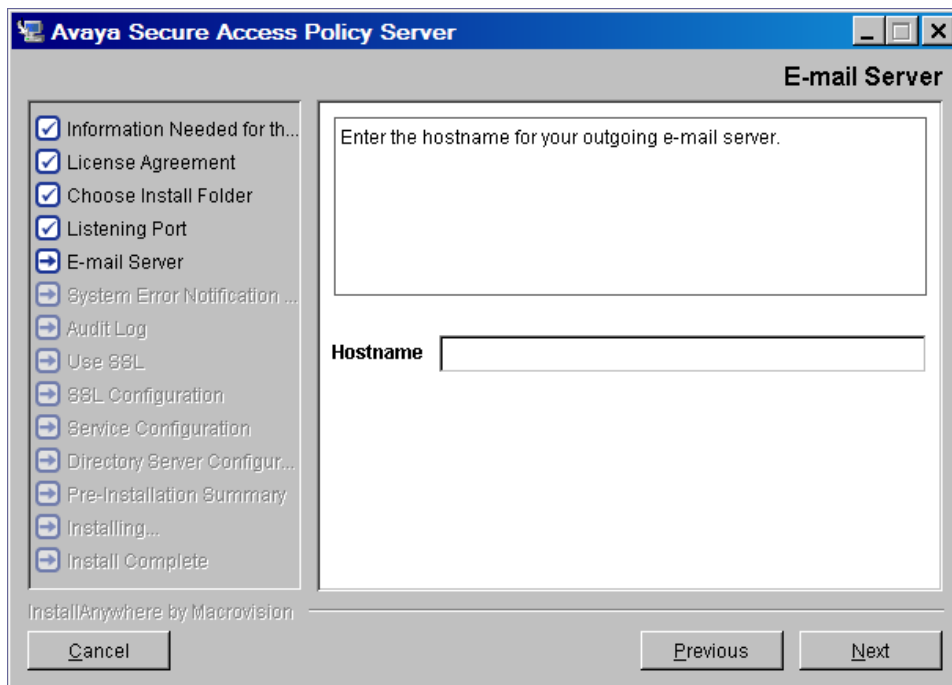 Avaya Secure Access Policy Server
E-mail Server
Information Needed for th...
License Agreement
Choose Install Folder
Listening Port
E-mail Server
System Error Notification ...
Audit Log
Use SSL
SSL Configuration
Service Configuration
Directory Server Configur...
Pre-Installation Summary
Installing...
Install Complete
Enter the hostname for your outgoing e-mail server.
Hostname
InstallAnywhere by Macrovision
Cancel
Previous
Next